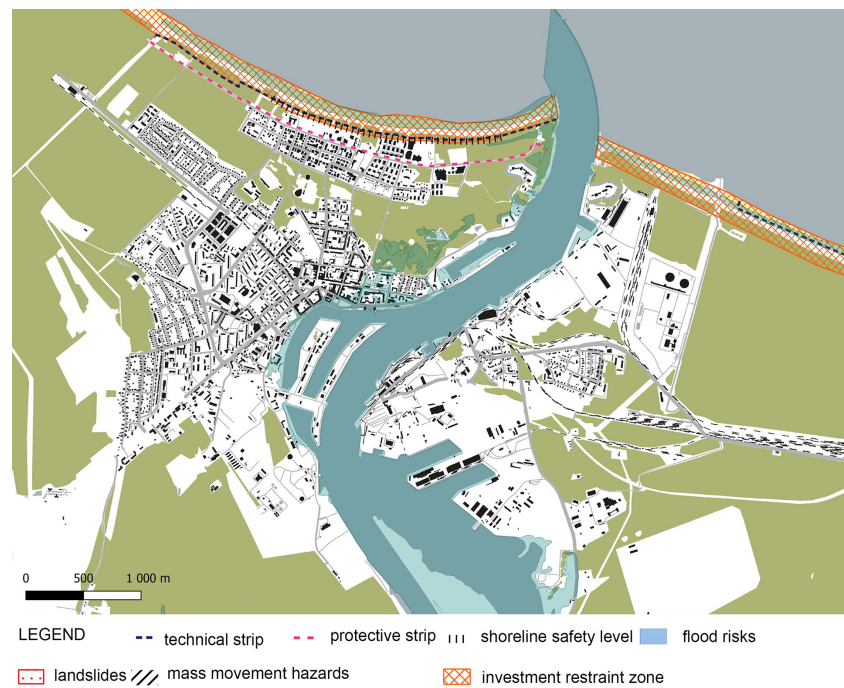 0 500 1 000 m
LEGEND technical strip protective strip shoreline safety level flood risks
landslides mass movement hazards investment restraint zone